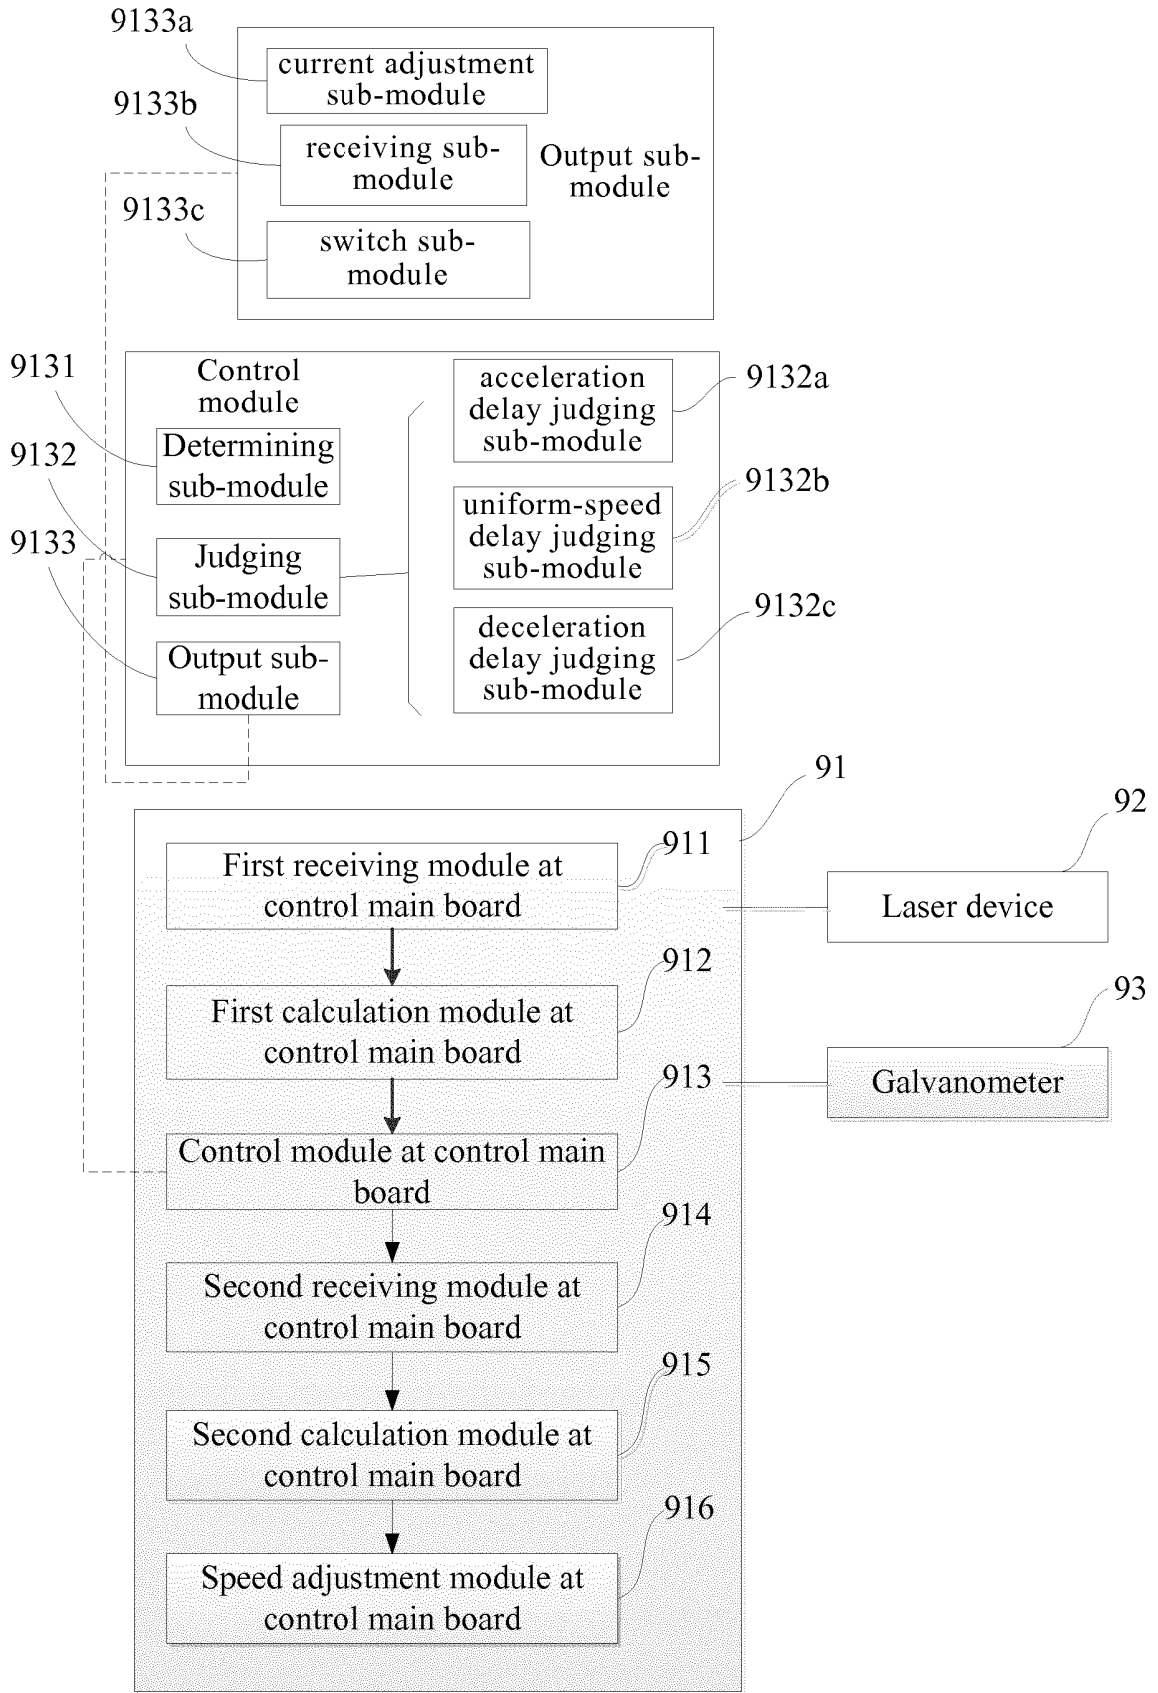 9133a
current adjustment
sub-module
9133b
receiving sub-
module
Output sub-
module
9133c
switch sub-
module
9131
Control
module
acceleration
delay judging
sub-module
9132a
Determining
sub-module
9132
uniform-speed
delay judging
sub-module
9132b
9133
Judging
sub-module
deceleration
delay judging
sub-module
9132c
Output sub-
module
91
92
911
First receiving module at
control main board
Laser device
912
First calculation module at
control main board
93
913
Galvanometer
Control module at control main
board
914
Second receiving module at
control main board
915
Second calculation module at
control main board
916
Speed adjustment module at
control main board